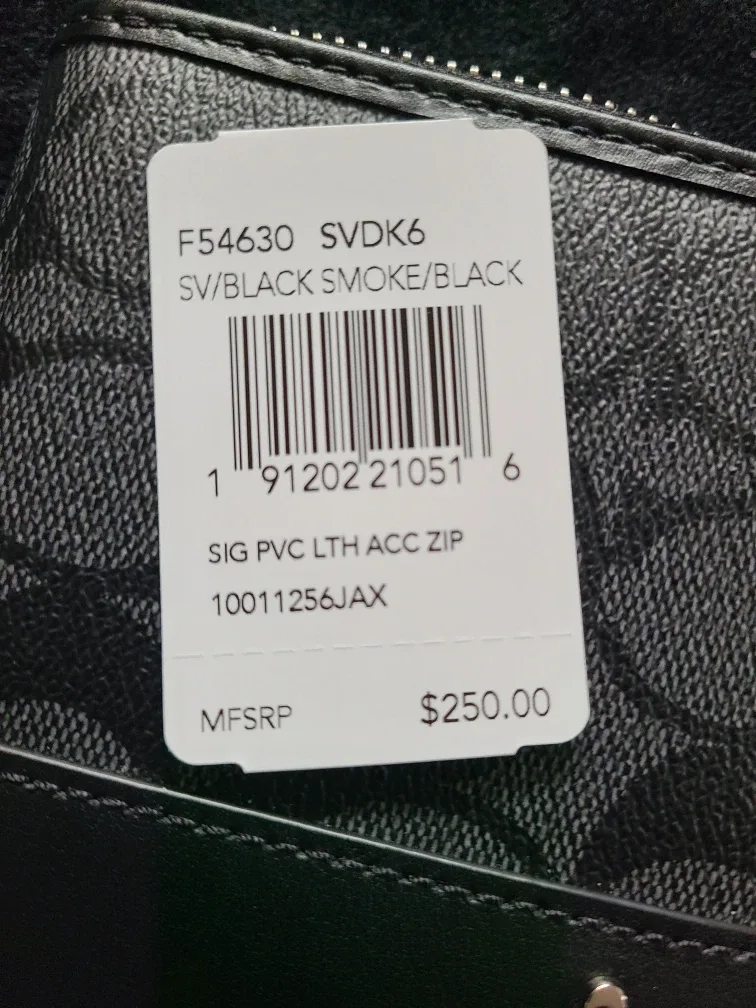 F54630 SVDK6
SV/BLACK SMOKE/BLACK
1 91202 21051 6
SIG PVC LTH ACC ZIP
10011256JAX
MFSRP $250.00